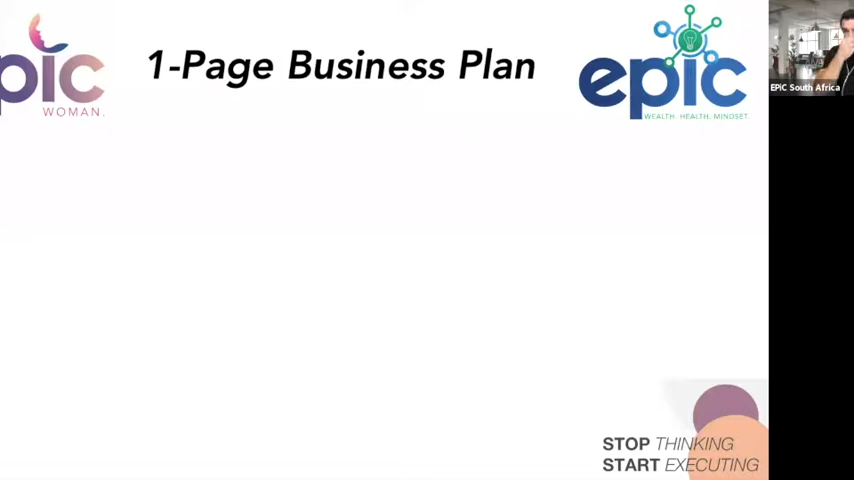 pic
WOMAN.
1-Page Business Plan
epic
WEALTH. HEALTH. MINDSET.
EPiC South Africa
STOP THINKING
START EXECUTING